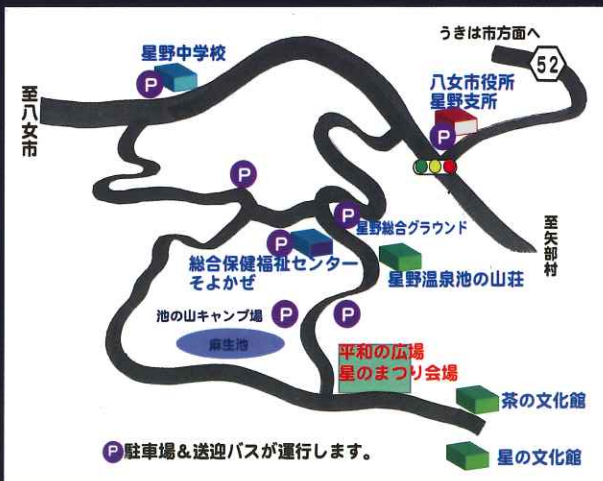 うきは市方面へ
52
星野中学校
P
八女市役所
星野支所
P
至八女市
P
P
星野総合グラウンド
至矢部村
P
総合保健福祉センター
そよかぜ
星野温泉池の山荘
池の山キャンプ場
P
P
麻生池
平和の広場
星のまつり会場
茶の文化館
P駐車場&送迎バスが運行します。
星の文化館